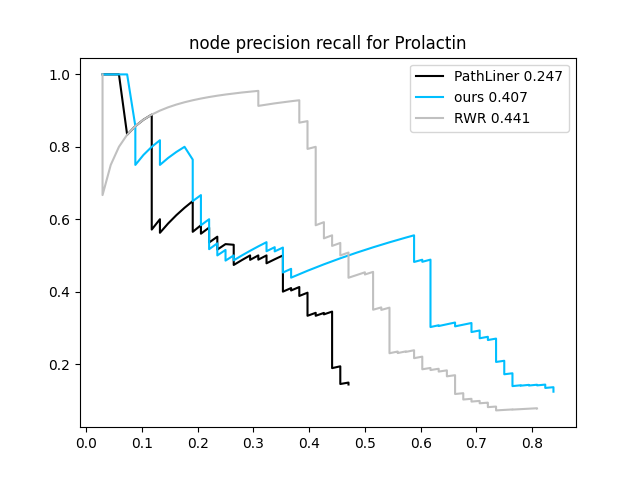 node precision recall for Prolactin
1.0
0.8
0.6
0.4
0.2
PathLiner 0.247
ours 0.407
RWR 0.441
0.0 0.1 0.2 0.3 0.4 0.5 0.6 0.7 0.8